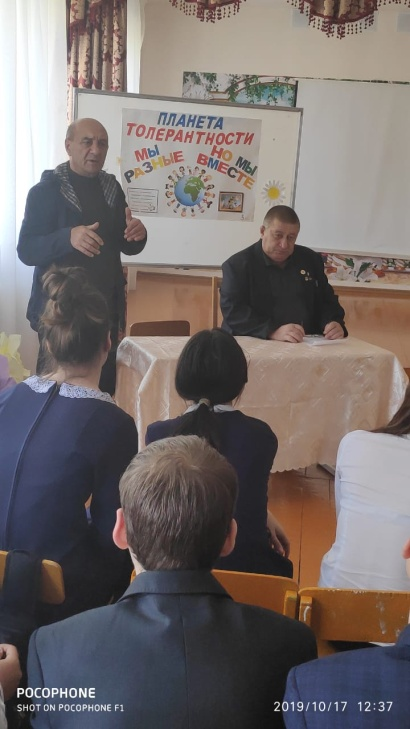 ПЛАНЕТА
ТОЛЕРАНТНОСТИ
МЫ НО МЫ
РАЗНЫЕ ВМЕСТЕ
POCOPHONE
SHOT ON POCOPHONE F1
2019/10/17 12:37